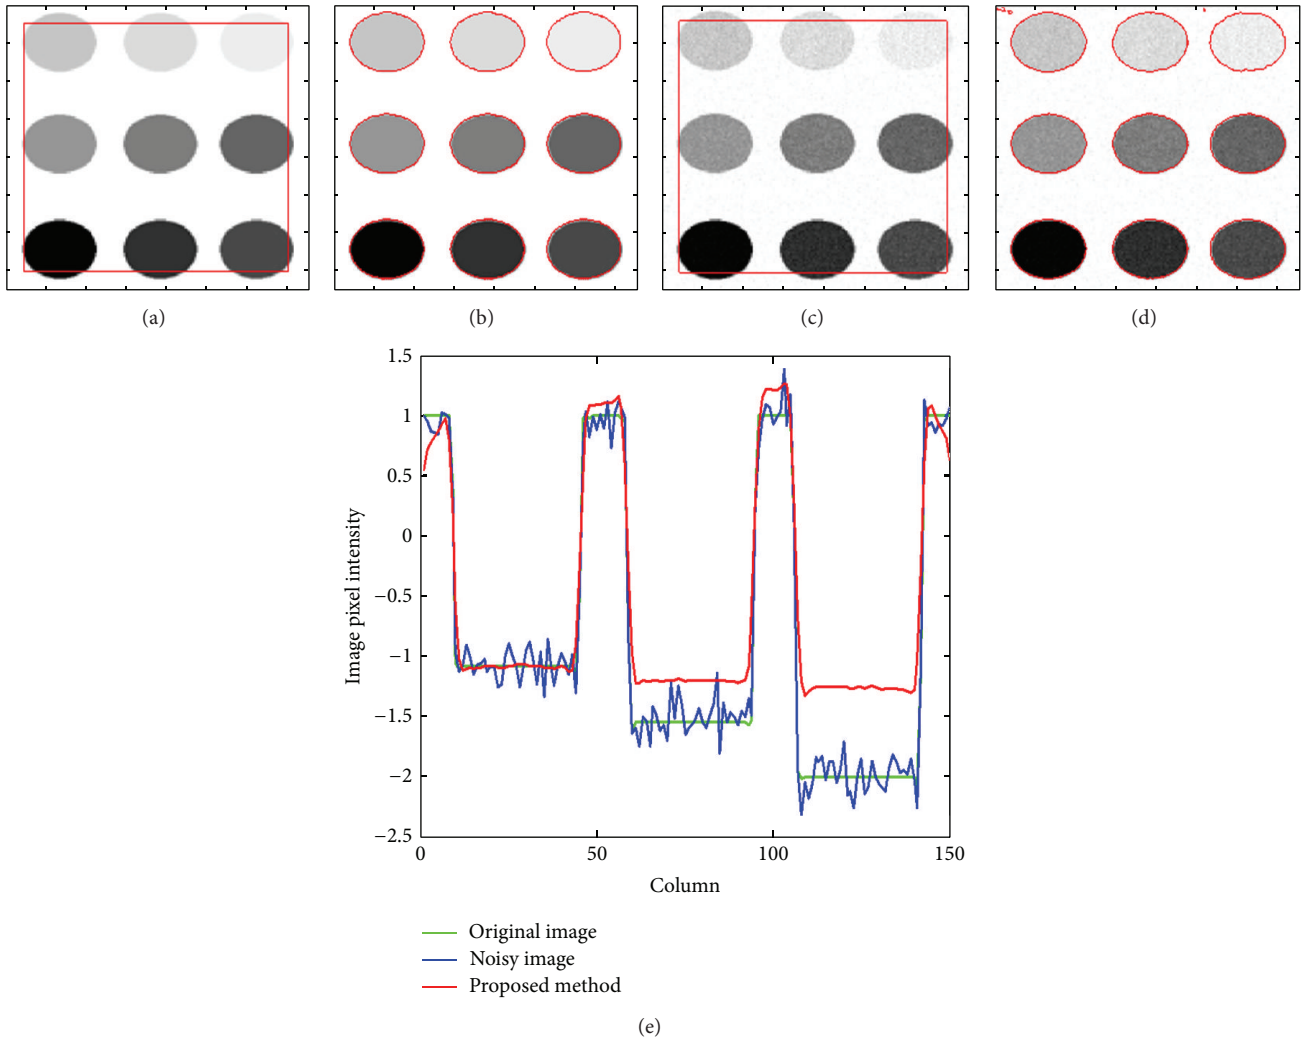 (a) (b) (c) (d)
1.5
1
0.5
0
−0.5
−1
−1.5
−2
−2.5
Image pixel intensity
0 50 100 150
Column
Original image
Noisy image
Proposed method
(e)